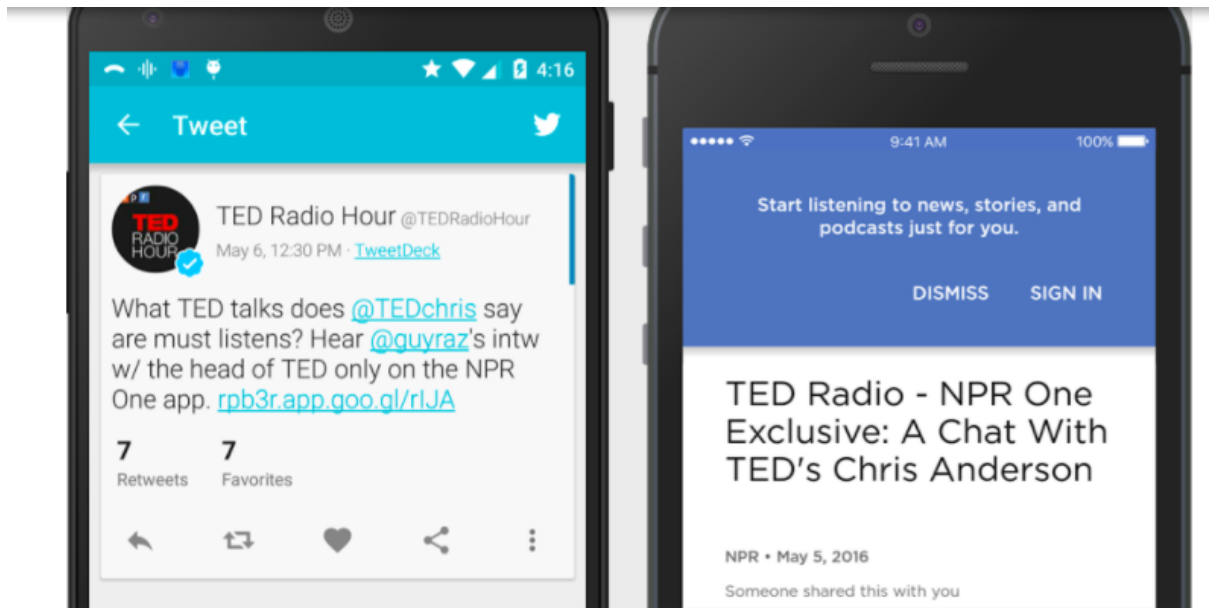 4:16
Tweet
npr
TED
RADIO
HOUR
TED Radio Hour @TEDRadioHour
May 6, 12:30 PM · TweetDeck
What TED talks does @TEDchris say
are must listens? Hear @guyraz's intw
w/ the head of TED only on the NPR
One app. rpb3r.app.goo.gl/rIJA
7 7
Retweets Favorites
9:41 AM 100%
Start listening to news, stories, and
podcasts just for you.
DISMISS SIGN IN
TED Radio - NPR One
Exclusive: A Chat With
TED's Chris Anderson
NPR • May 5, 2016
Someone shared this with you